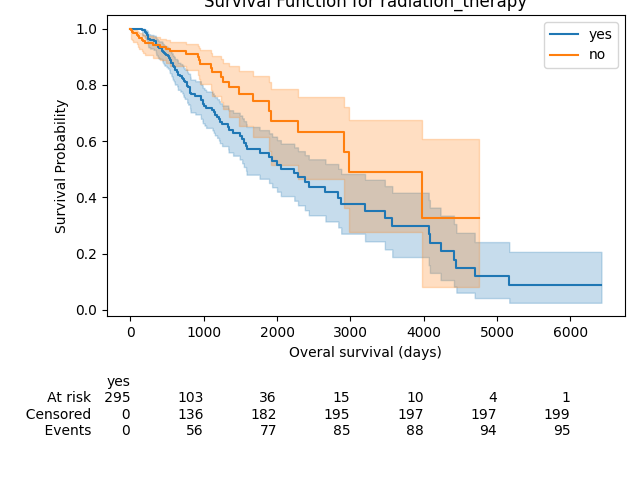 Survival Function for radiation_therapy
yes
no
Survival Probability
1.0
0.8
0.6
0.4
0.2
0.0
0 1000 2000 3000 4000 5000 6000
Overal survival (days)
yes
At risk 295 103 36 15 10 4 1
Censored 0 136 182 195 197 197 199
Events 0 56 77 85 88 94 95